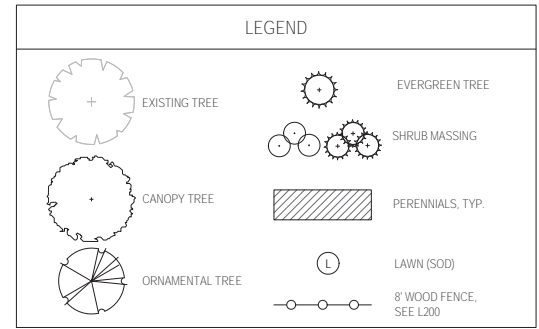 LEGEND
EXISTING TREE
CANOPY TREE
ORNAMENTAL TREE
EVERGREEN TREE
SHRUB MASSING
PERENNIALS, TYP.
L
LAWN (SOD)
8' WOOD FENCE,
SEE L200